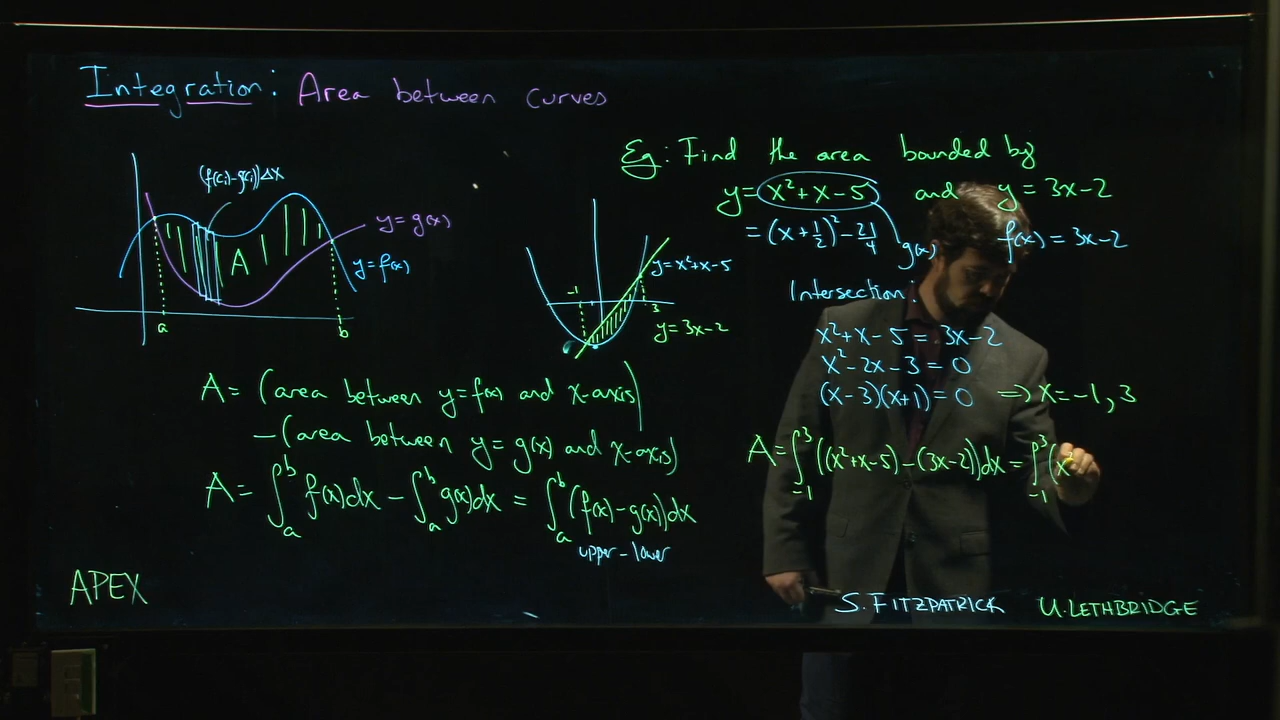 Integration: Area between curves
(f(cᵢ)-g(cᵢ))Δx
y=g(x)
A
y=f(x)
a
b
A= (area between y=f(x) and x-axis)
-(area between y=g(x) and x-axis)
A= ∫ₐᵇ f(x)dx - ∫ₐᵇ g(x)dx = ∫ₐᵇ (f(x)-g(x))dx
upper-lower
APEX
y=x²+x-5
-1
3
y=3x-2
Eg: Find the area bounded by
y= x²+x-5 and y=3x-2
=(x+1/2)²-21/4 g(x) f(x)=3x-2
Intersection:
x²+x-5=3x-2
x²-2x-3=0
(x-3)(x+1)=0 ⟹ x=-1,3
A=∫₋₁³((x²+x-5)-(3x-2))dx=∫₋₁³(x²
S. FITZPATRICK U. LETHBRIDGE